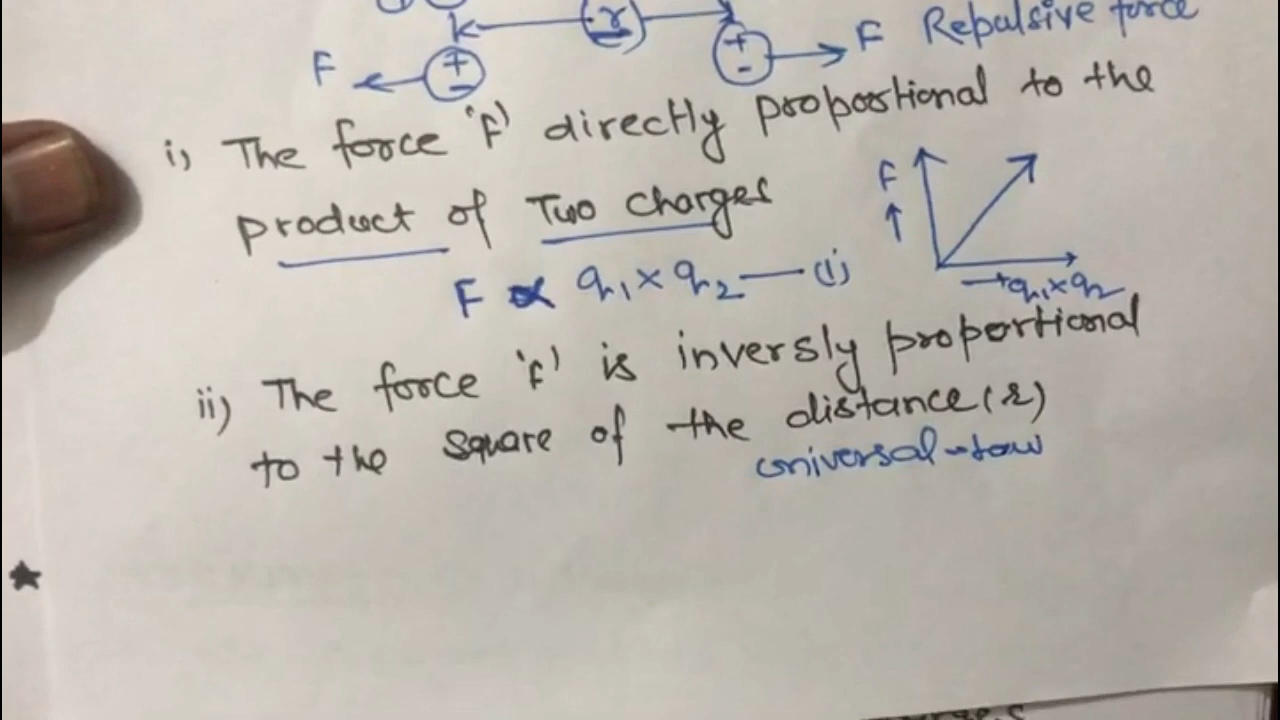 r
F + - + - F Repulsive force
i) The force 'F' directly proportional to the
product of Two charges
F
F ∝ q₁ × q₂ — (i)
→ q₁ × q₂
ii) The force 'F' is inversly proportional
to the square of the distance (r)
universal law